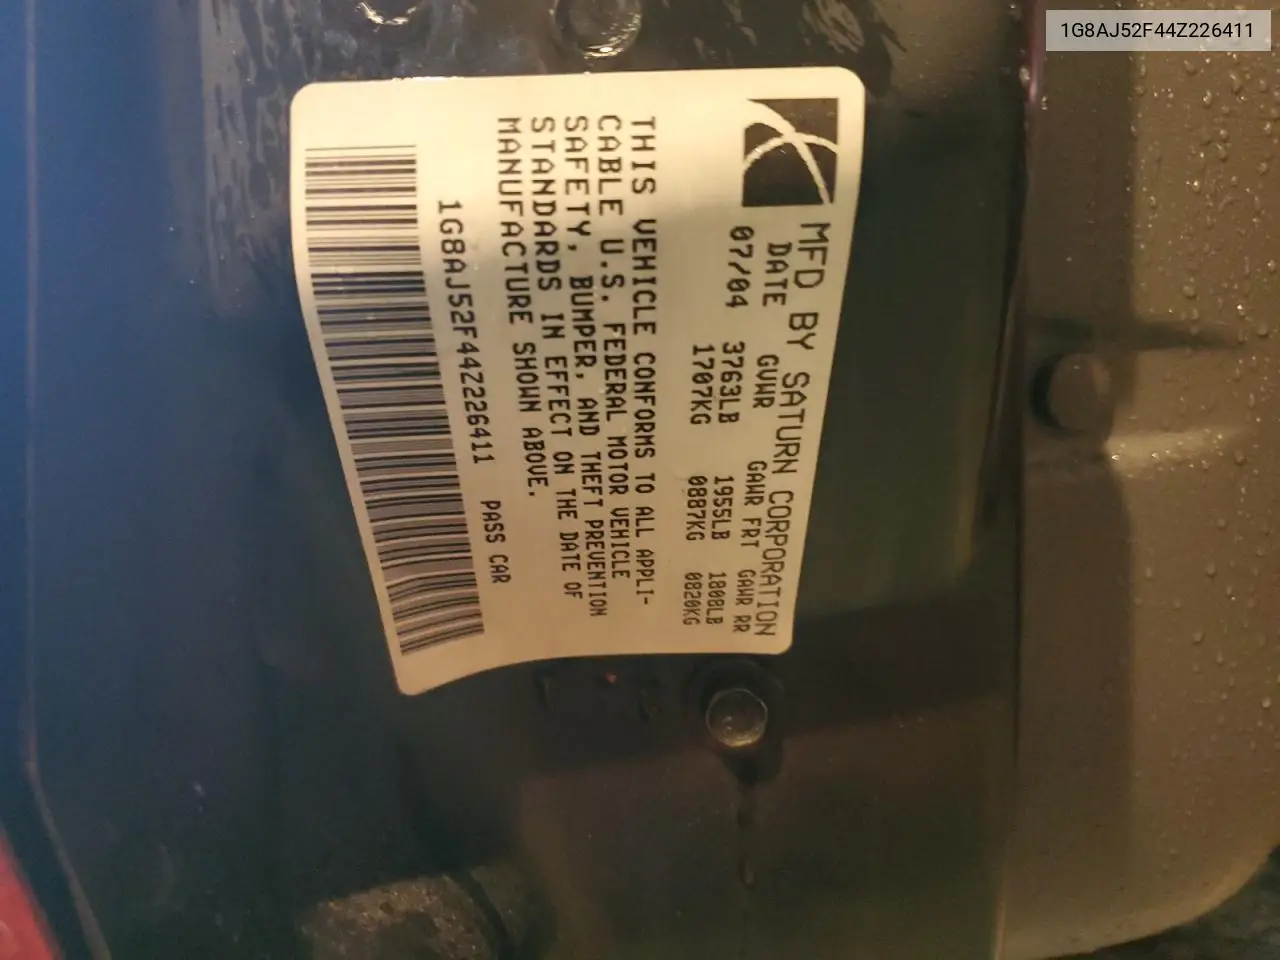 1G8AJ52F44Z226411
MFD BY SATURN CORPORATION
DATE GVWR GAWR FRT GAWR RR
07/04 3763LB 1955LB 1808LB
1707KG 0887KG 0820KG
THIS VEHICLE CONFORMS TO ALL APPLI-
CABLE U.S. FEDERAL MOTOR VEHICLE
SAFETY, BUMPER, AND THEFT PREVENTION
STANDARDS IN EFFECT ON THE DATE OF
MANUFACTURE SHOWN ABOVE.
1G8AJ52F44Z226411 PASS CAR